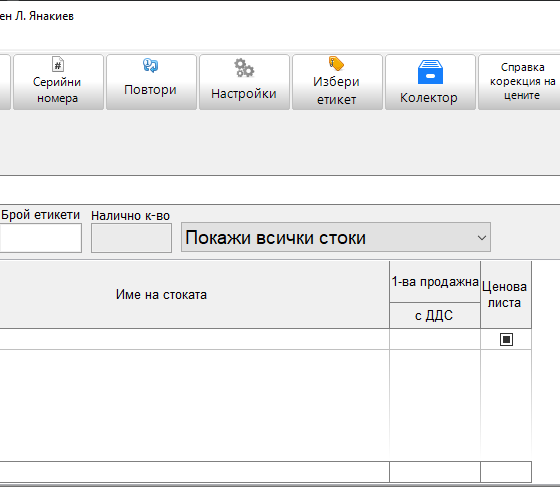 ен Л. Янакиев
Серийни
номера
Повтори
Настройки
Избери
етикет
Колектор
Справка
корекция на
цените
Брой етикети
Налично к-во
Покажи всички стоки
Име на стоката
1-ва продажна
с ДДС
Ценова
листа